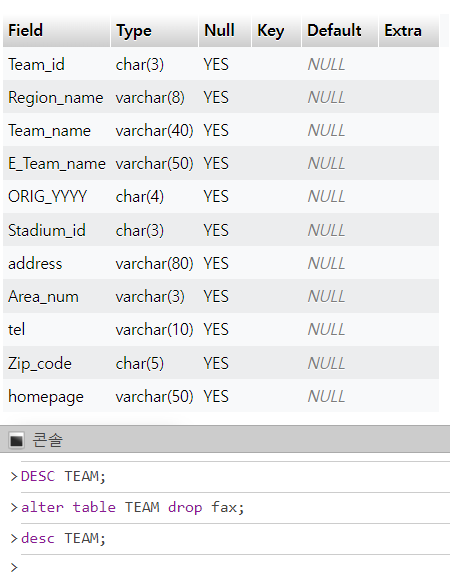 Field Type Null Key Default Extra
Team_id char(3) YES NULL
Region_name varchar(8) YES NULL
Team_name varchar(40) YES NULL
E_Team_name varchar(50) YES NULL
ORIG_YYYY char(4) YES NULL
Stadium_id char(3) YES NULL
address varchar(80) YES NULL
Area_num varchar(3) YES NULL
tel varchar(10) YES NULL
Zip_code char(5) YES NULL
homepage varchar(50) YES NULL
콘솔
>DESC TEAM;
>alter table TEAM drop fax;
>desc TEAM;
>